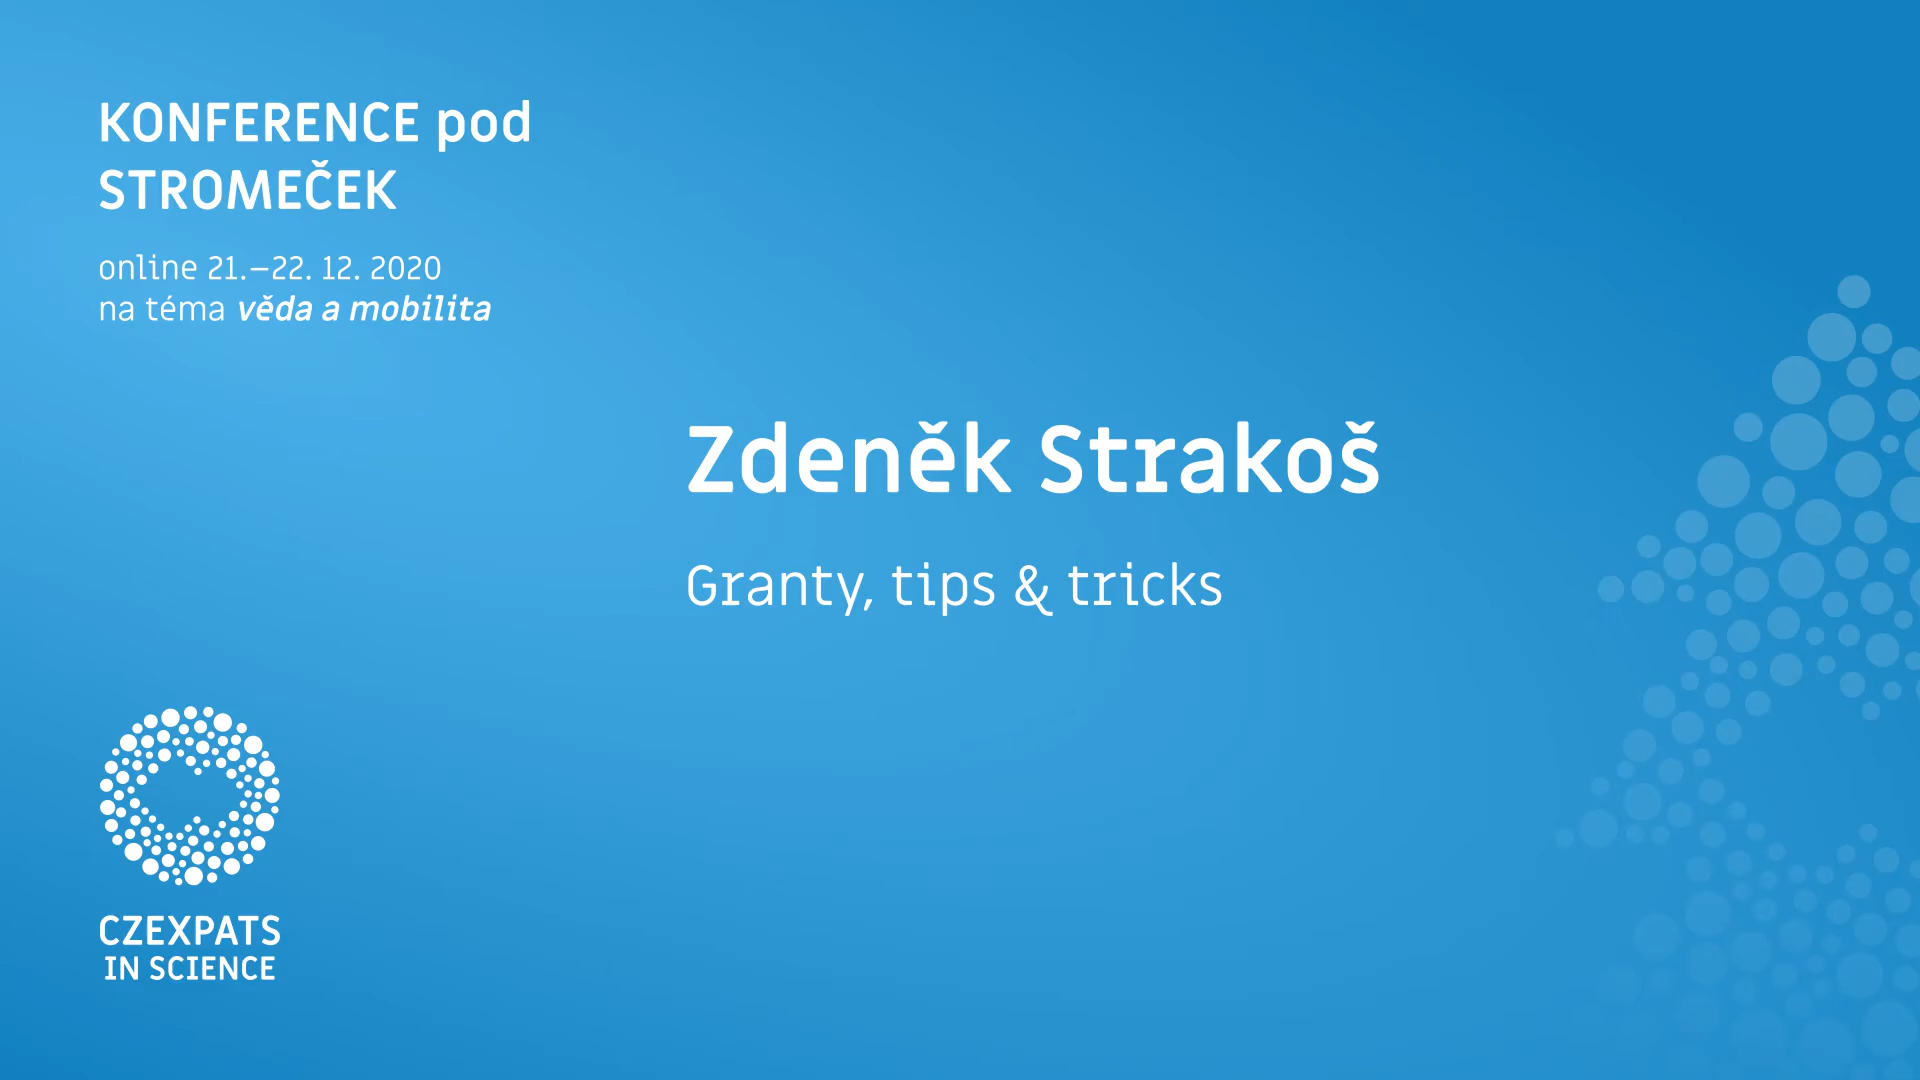 KONFERENCE pod
STROMEČEK
online 21.–22. 12. 2020
na téma věda a mobilita
Zdeněk Strakoš
Granty, tips & tricks
CZEXPATS
IN SCIENCE